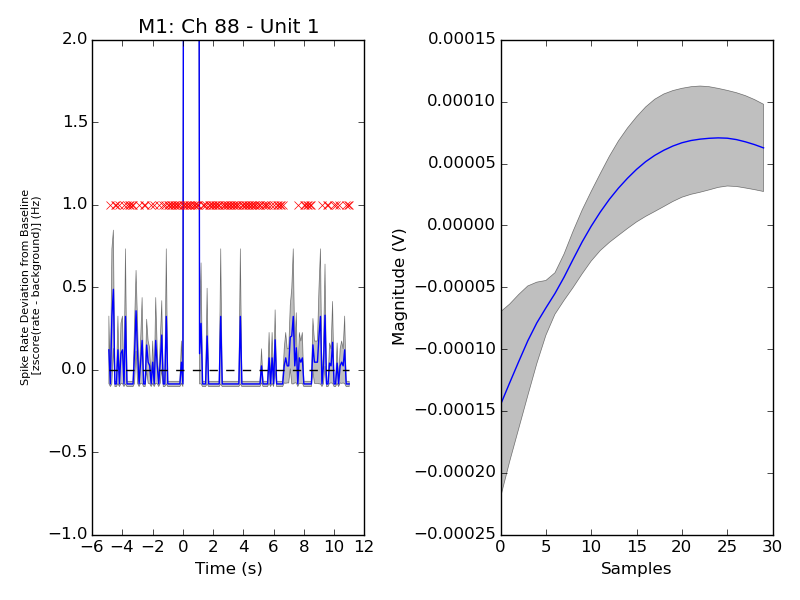 M1: Ch 88 - Unit 1
2.0
1.5
1.0
0.5
0.0
−0.5
−1.0
−6 −4 −2 0 2 4 6 8 10 12
Time (s)
Spike Rate Deviation from Baseline
[zscore(rate - background)] (Hz)
0.00015
0.00010
0.00005
0.00000
−0.00005
−0.00010
−0.00015
−0.00020
−0.00025
0 5 10 15 20 25 30
Samples
Magnitude (V)